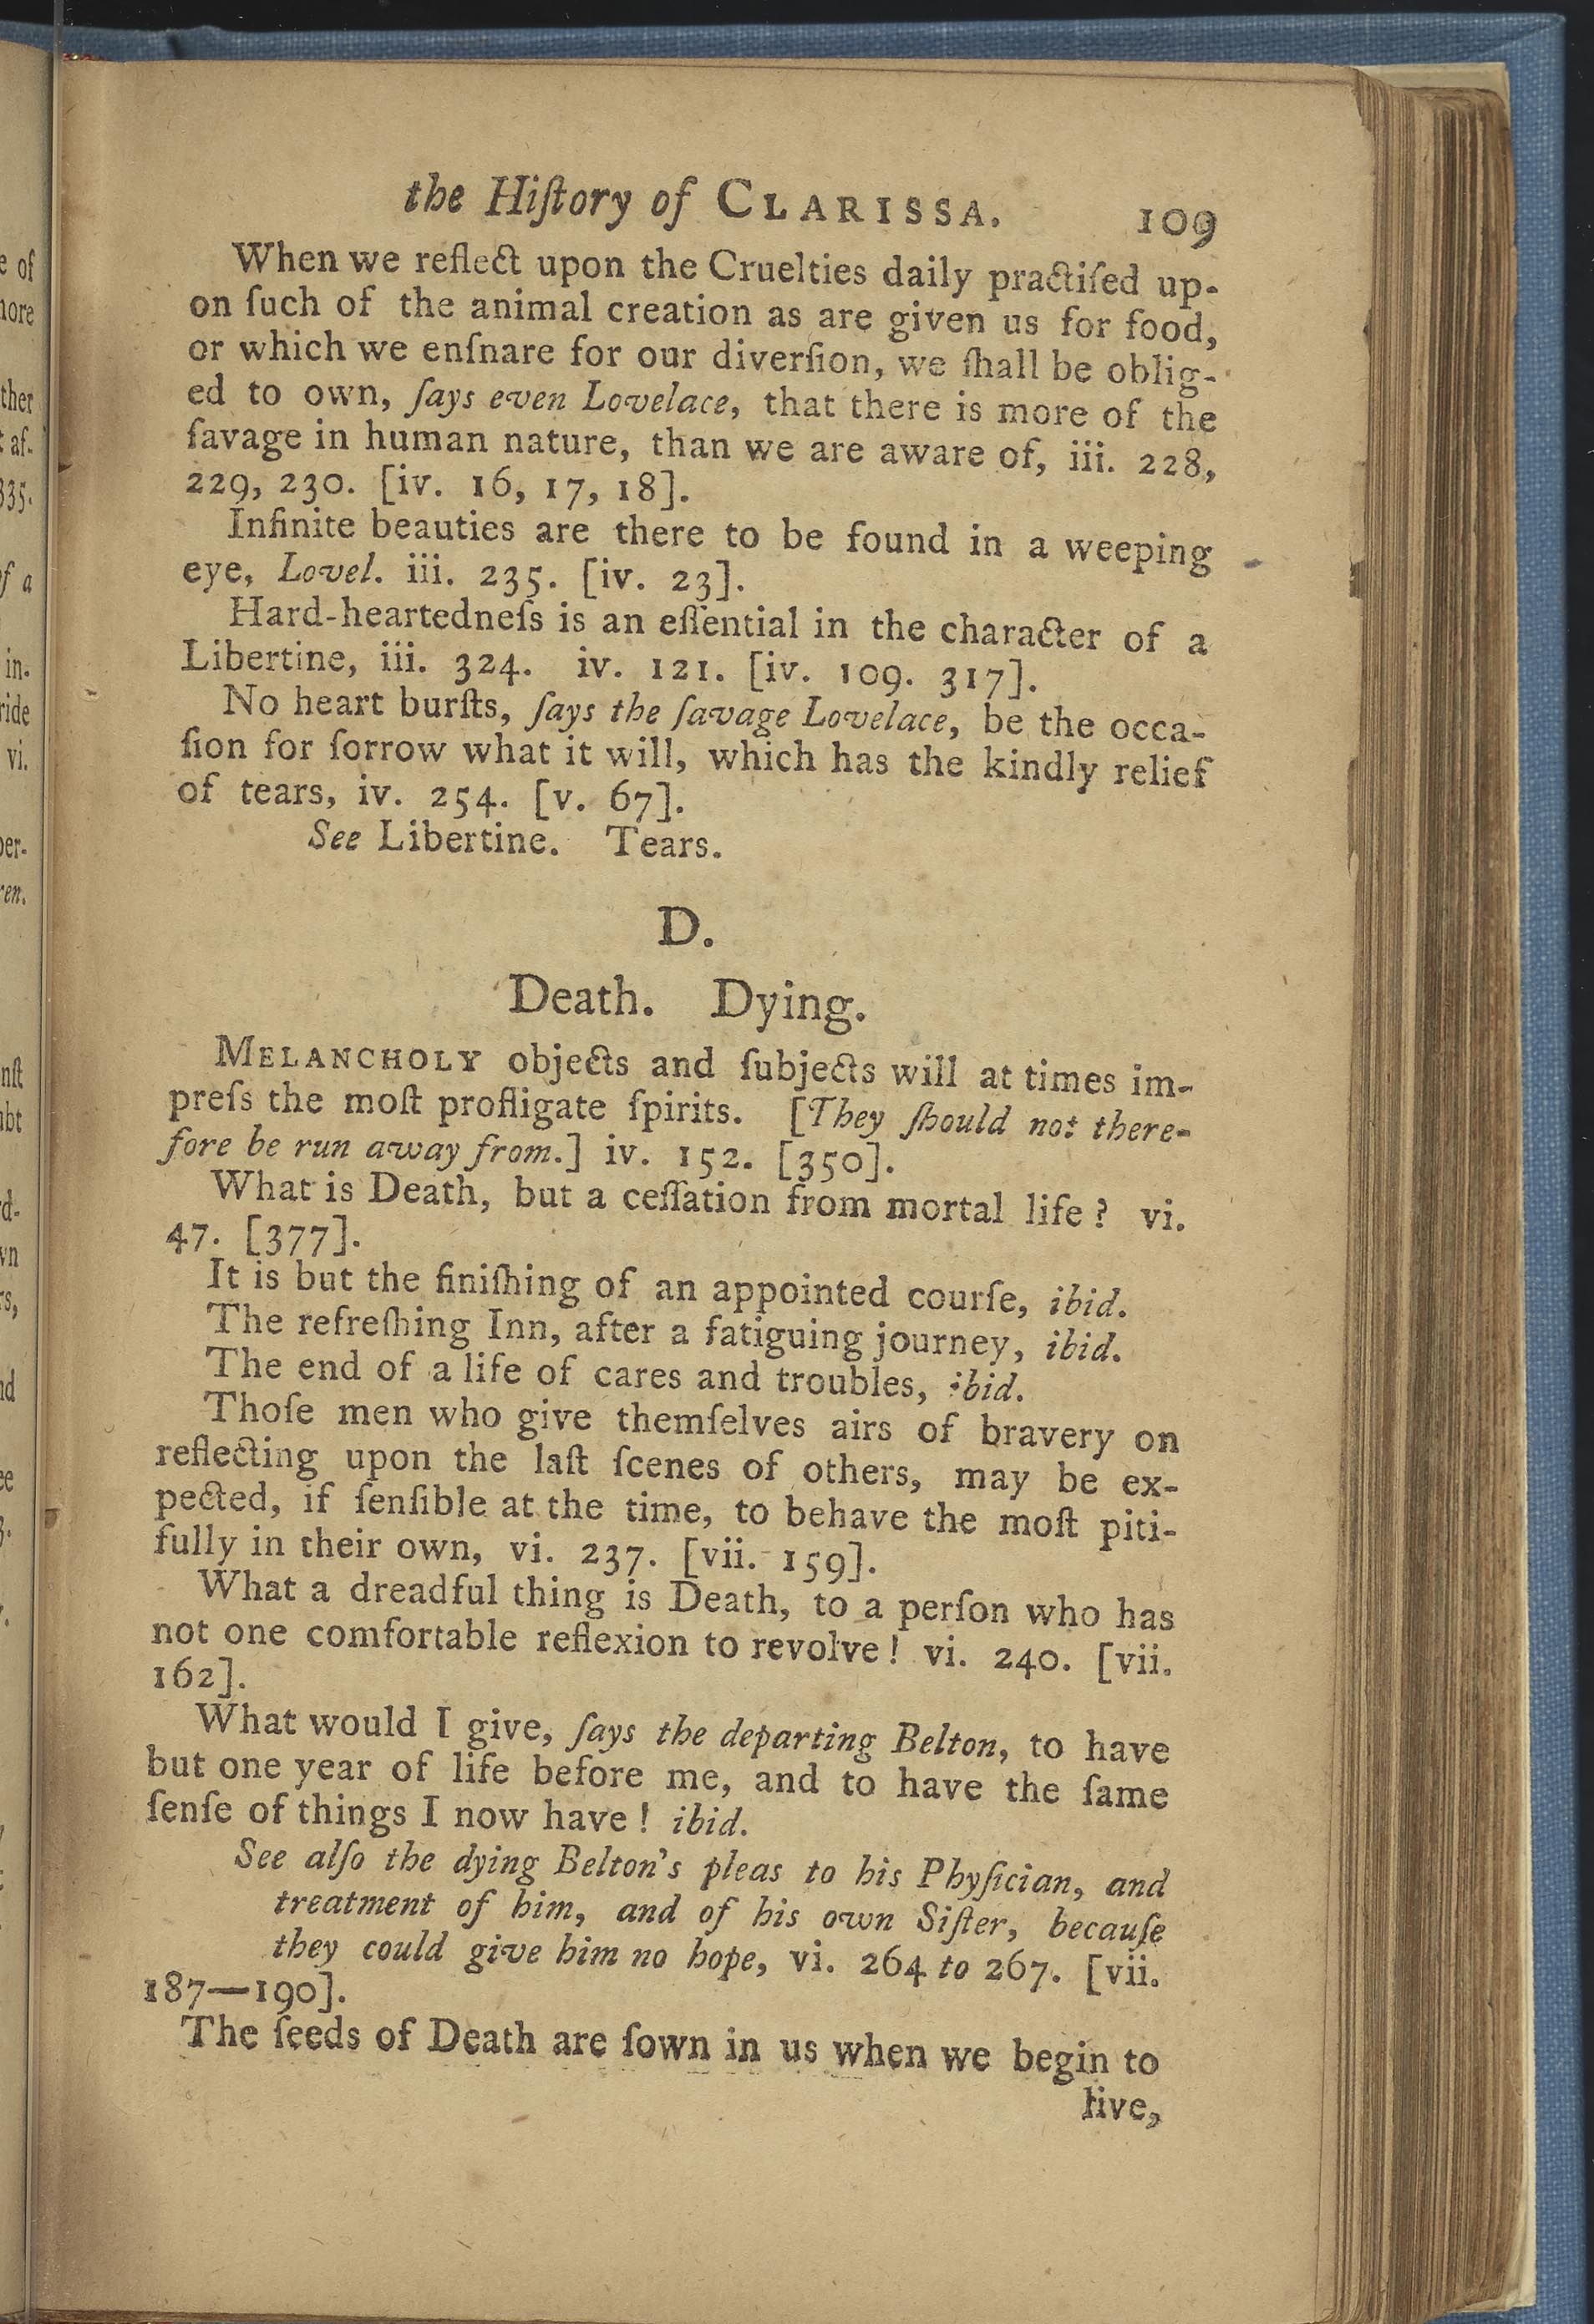 the Hiſtory of CLARISSA. 109
When we reflect upon the Cruelties daily practiſed up-
on ſuch of the animal creation as are given us for food,
or which we enſnare for our diverſion, we ſhall be oblig-
ed to own, ſays even Lovelace, that there is more of the
ſavage in human nature, than we are aware of, iii. 228,
229, 230. [iv. 16, 17, 18].
Infinite beauties are there to be found in a weeping
eye, Lovel. iii. 235. [iv. 23].
Hard-heartedneſs is an eſſential in the character of a
Libertine, iii. 324. iv. 121. [iv. 109. 317].
No heart burſts, ſays the ſavage Lovelace, be the occa-
ſion for ſorrow what it will, which has the kindly relief
of tears, iv. 254. [v. 67].
See Libertine. Tears.
D.
Death. Dying.
MELANCHOLY objects and ſubjects will at times im-
preſs the moſt profligate ſpirits. [They ſhould not there-
fore be run away from.] iv. 152. [350].
What is Death, but a ceſſation from mortal life? vi.
47. [377].
It is but the finiſhing of an appointed courſe, ibid.
The refreſhing Inn, after a fatiguing journey, ibid.
The end of a life of cares and troubles, ibid.
Thoſe men who give themſelves airs of bravery on
reflecting upon the laſt ſcenes of others, may be ex-
pected, if ſenſible at the time, to behave the moſt piti-
fully in their own, vi. 237. [vii. 159].
What a dreadful thing is Death, to a perſon who has
not one comfortable reflexion to revolve! vi. 240. [vii.
162].
What would I give, ſays the departing Belton, to have
but one year of life before me, and to have the ſame
ſenſe of things I now have! ibid.
See alſo the dying Belton's pleas to his Phyſician, and
treatment of him, and of his own Siſter, becauſe
they could give him no hope, vi. 264 to 267. [vii.
187—190].
The ſeeds of Death are ſown in us when we begin to
live,